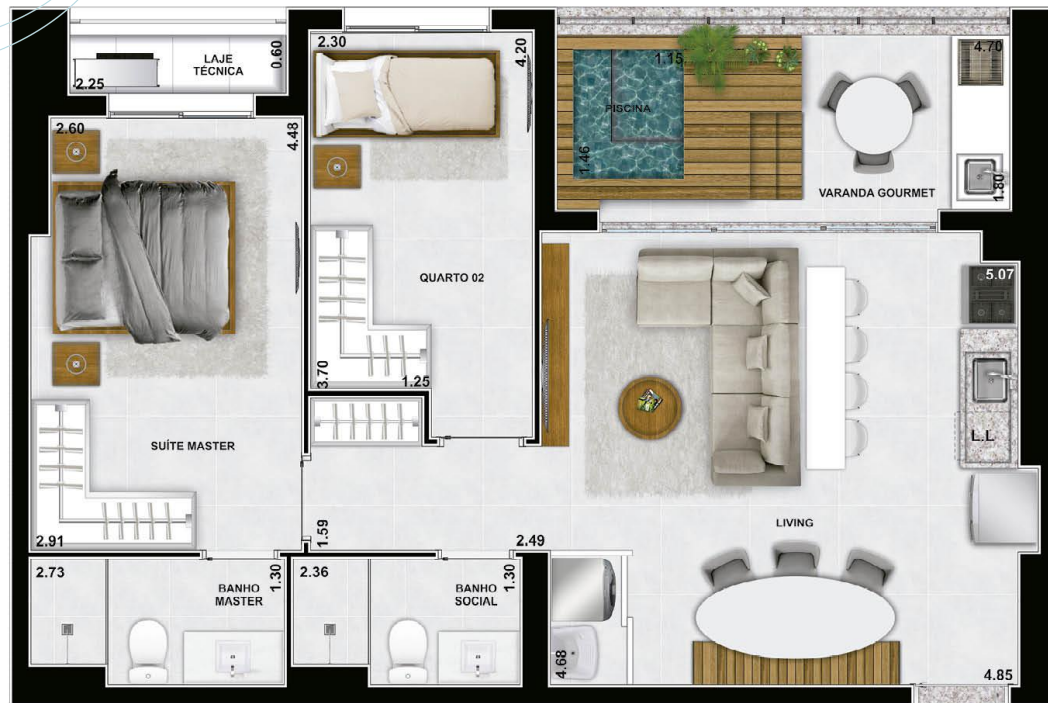 2.30
4.20
LAJE
TÉCNICA
0.60
2.25
1.15
4.70
PISCINA
1.46
VARANDA GOURMET
1.80
2.60
4.48
QUARTO 02
3.70
1.25
5.07
L.L
SUÍTE MASTER
2.91
1.59
2.49
LIVING
2.73
BANHO
MASTER
1.30
2.36
BANHO
SOCIAL
1.30
4.68
4.85